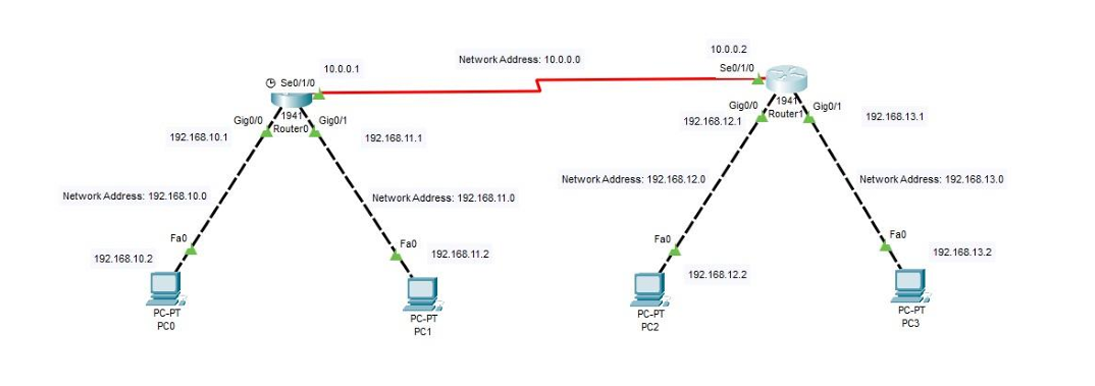 10.0.0.2
Network Address: 10.0.0.0
10.0.0.1
Se0/1/0
Se0/1/0
1941
Router0
Gig0/0
Gig0/1
192.168.10.1
192.168.11.1
1941
Router1
Gig0/0
Gig0/1
192.168.12.1
192.168.13.1
Network Address: 192.168.10.0
Network Address: 192.168.11.0
Network Address: 192.168.12.0
Network Address: 192.168.13.0
Fa0
192.168.10.2
Fa0
192.168.11.2
Fa0
192.168.12.2
Fa0
192.168.13.2
PC-PT
PC0
PC-PT
PC1
PC-PT
PC2
PC-PT
PC3